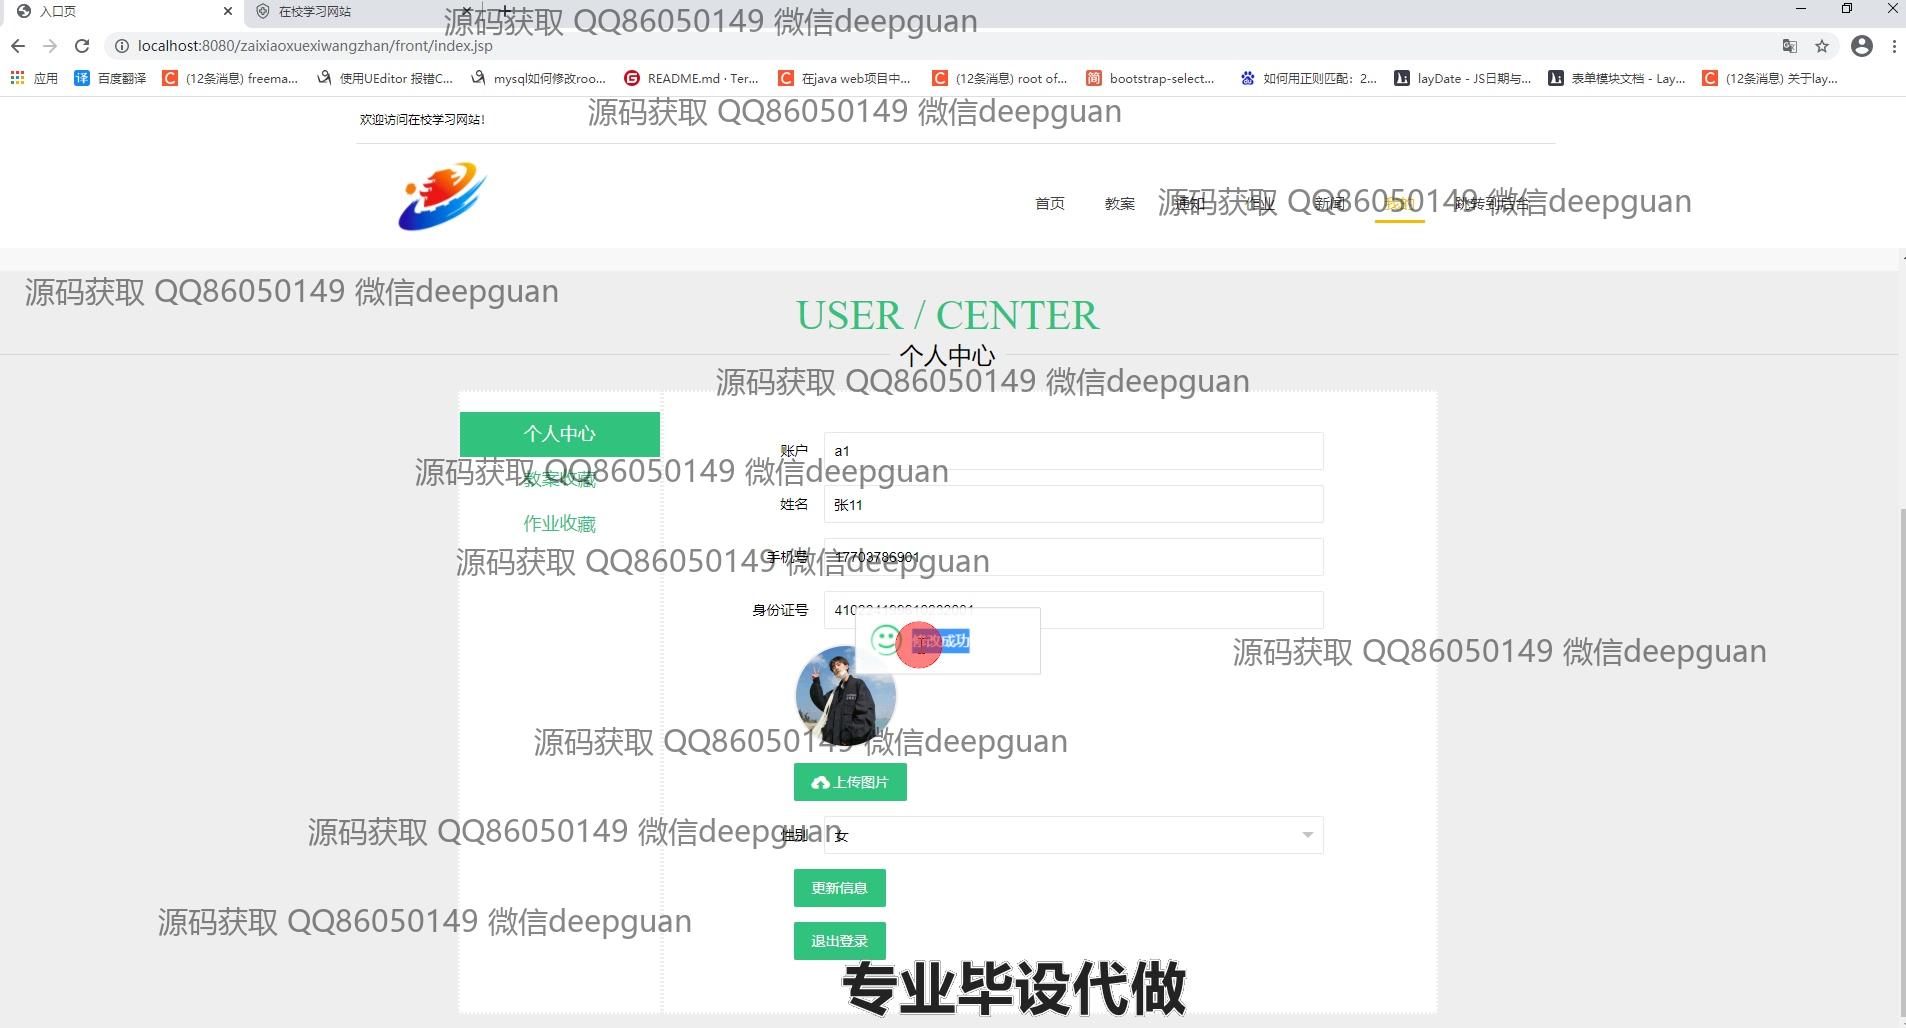 入口页
在校学习网站
源码获取 QQ86050149 微信deepguan
localhost:8080/zaixiaoxuexiwangzhan/front/index.jsp
应用
百度翻译
(12条消息) freema...
使用UEditor 报错C...
mysql如何修改roo...
README.md · Ter...
在java web项目中...
(12条消息) root of...
bootstrap-select...
如何用正则匹配：2...
layDate - JS日期与...
表单模块文档 - Lay...
(12条消息) 关于lay...
欢迎访问在校学习网站!
源码获取 QQ86050149 微信deepguan
首页
教案
通知
作业
新闻
我的
跳转到后台
源码获取 QQ86050149 微信deepguan
源码获取 QQ86050149 微信deepguan
USER / CENTER
个人中心
源码获取 QQ86050149 微信deepguan
个人中心
教案收藏
作业收藏
源码获取 QQ86050149 微信deepguan
账户
a1
姓名
张11
源码获取 QQ86050149 微信deepguan
手机号
17703786901
身份证号
修改成功
源码获取 QQ86050149 微信deepguan
源码获取 QQ86050149 微信deepguan
上传图片
源码获取 QQ86050149 微信deepguan
性别
女
更新信息
源码获取 QQ86050149 微信deepguan
退出登录
专业毕设代做